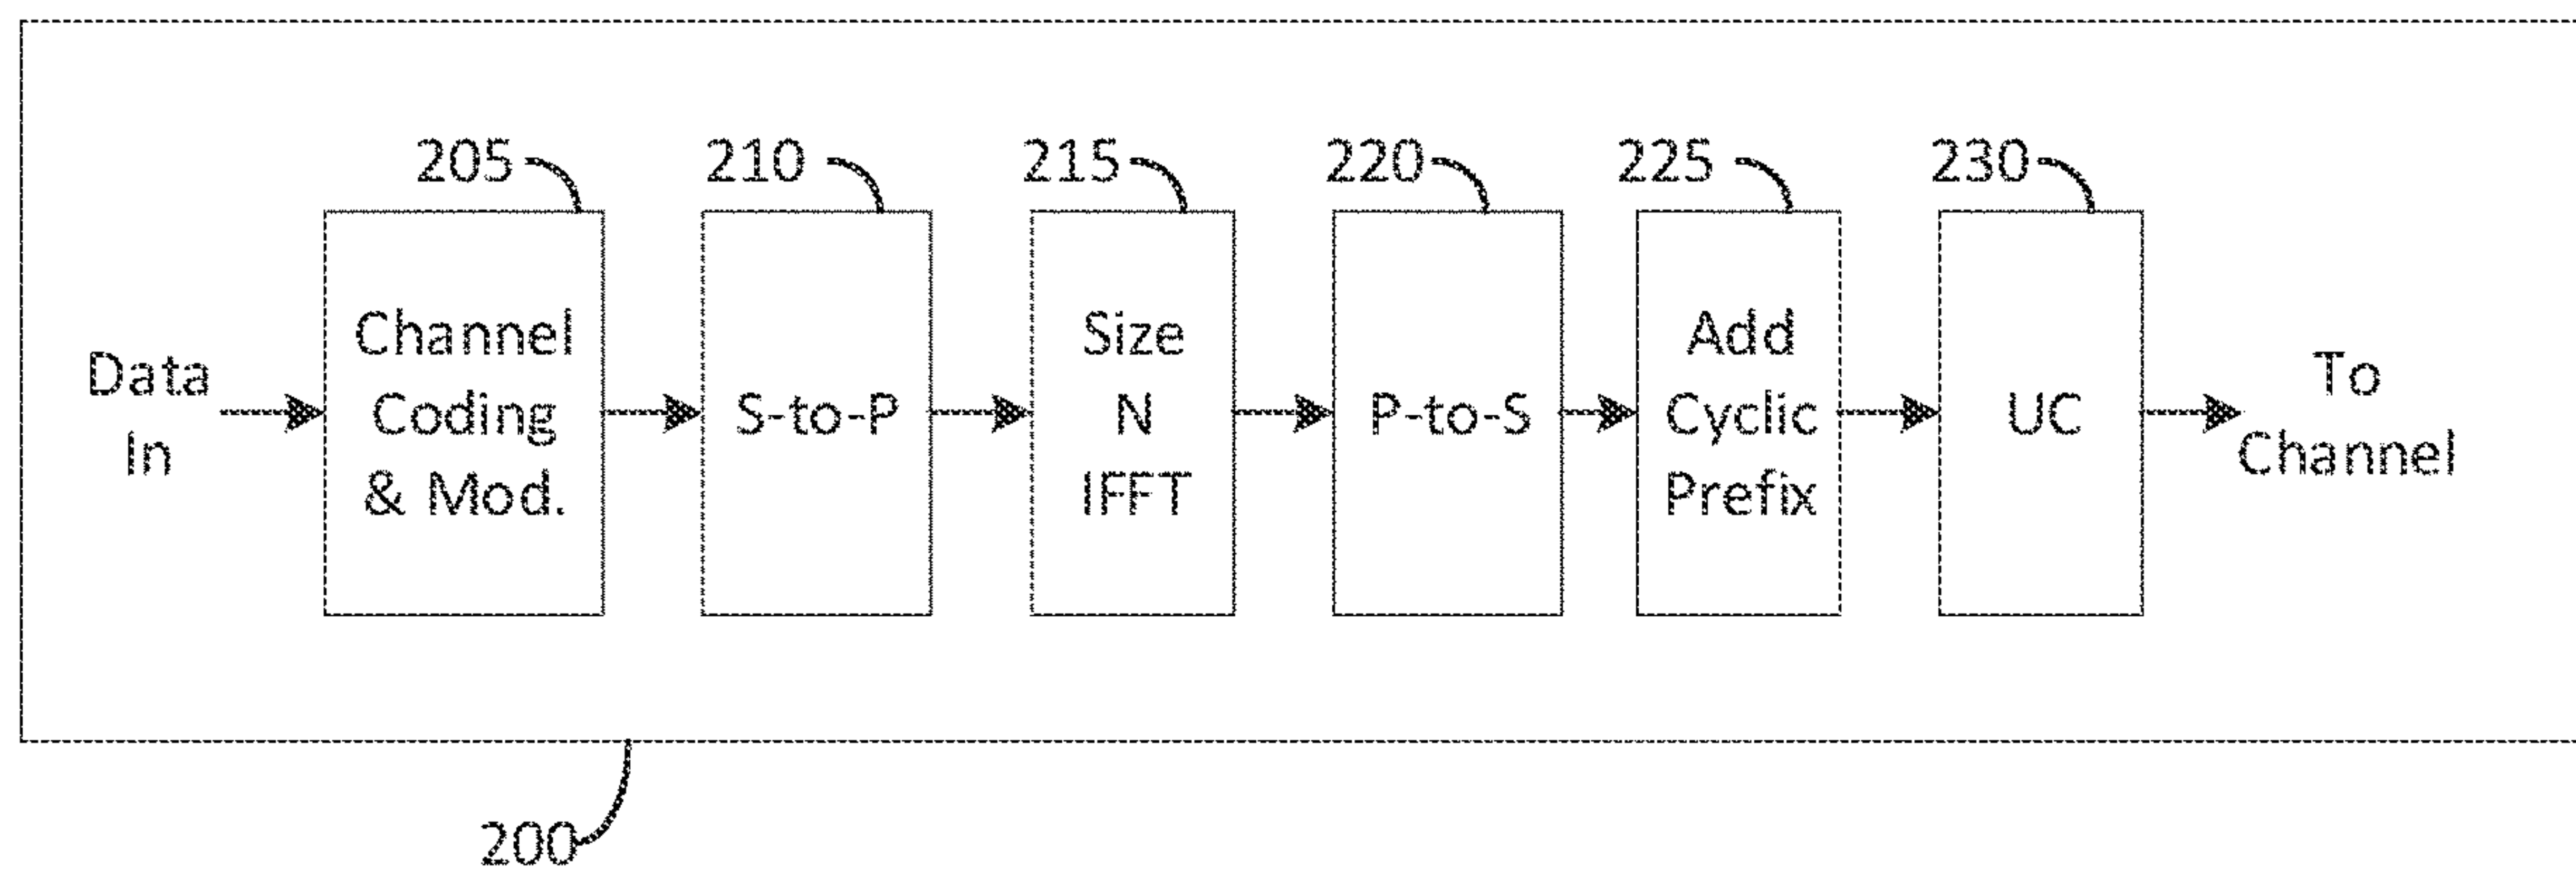 205
210
215
220
225
230
Data
In
Channel
Coding
& Mod.
S-to-P
Size
N
IFFT
P-to-S
Add
Cyclic
Prefix
UC
To
Channel
200